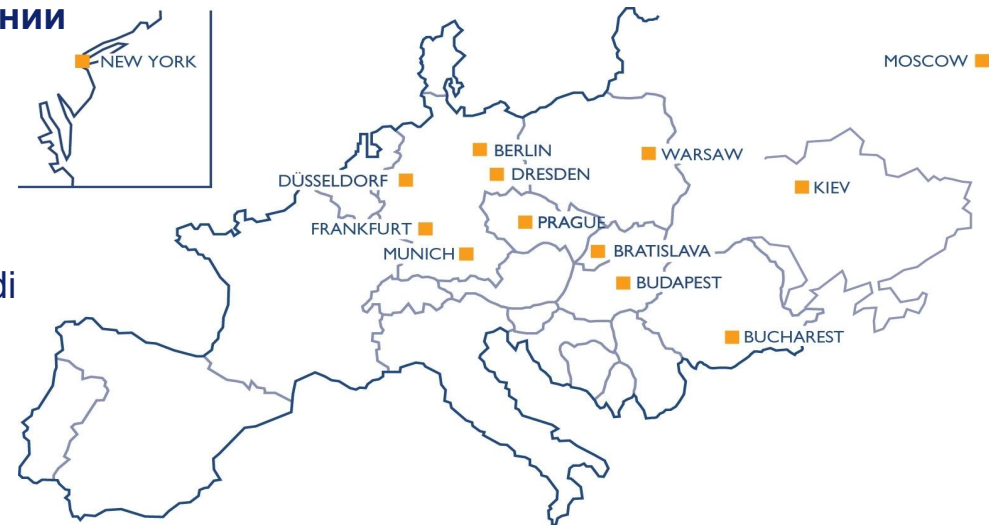 нии
NEW YORK
MOSCOW
BERLIN
WARSAW
DRESDEN
DÜSSELDORF
KIEV
PRAGUE
FRANKFURT
MUNICH
BRATISLAVA
di
BUDAPEST
BUCHAREST